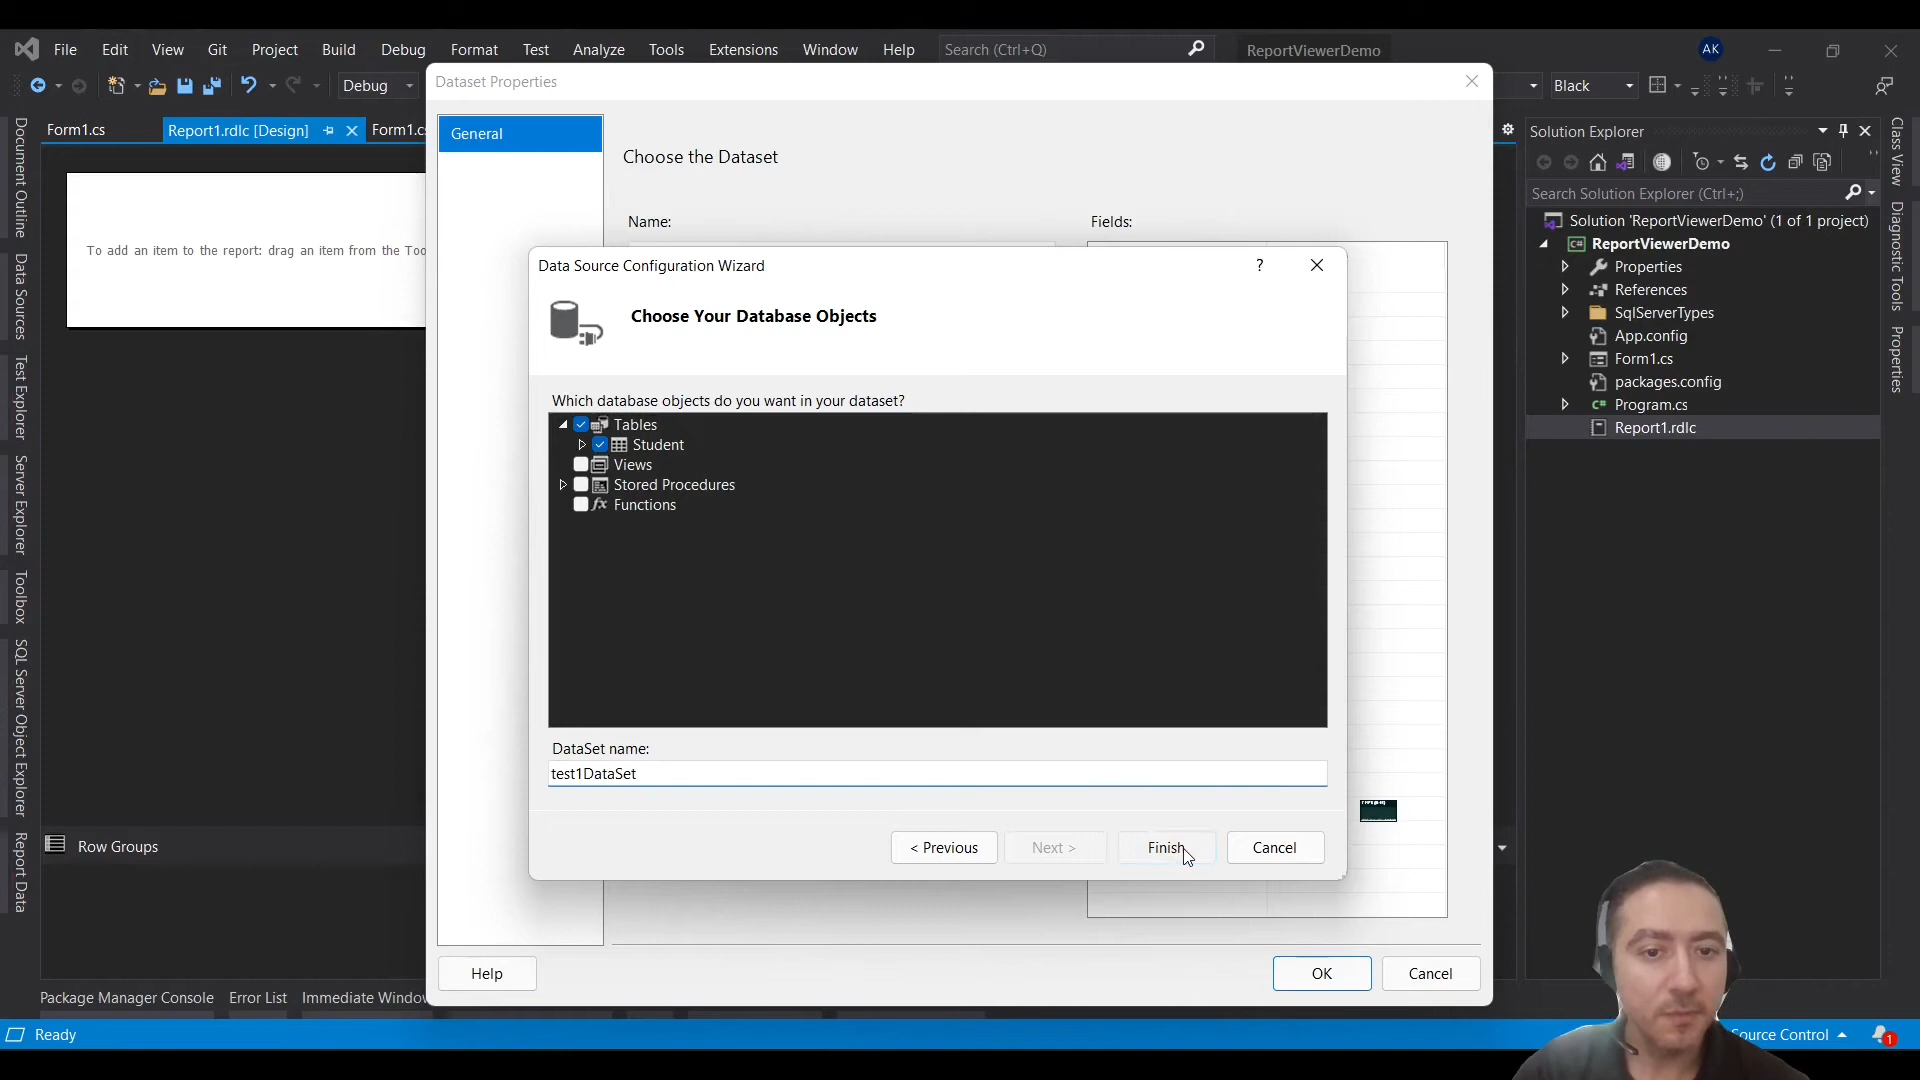 File Edit View Git Project Build Debug Format Test Analyze Tools Extensions Window Help Search (Ctrl+Q) ReportViewerDemo AK
Debug Black
Dataset Properties
Form1.cs Report1.rdlc [Design] Form1.c
General
Choose the Dataset
Name: Fields:
To add an item to the report: drag an item from the Too
Data Source Configuration Wizard ?
Choose Your Database Objects
Which database objects do you want in your dataset?
Tables
Student
Views
Stored Procedures
fx Functions
DataSet name:
test1DataSet
< Previous Next > Finish Cancel
Row Groups
Help OK Cancel
Document Outline
Data Sources
Test Explorer
Server Explorer
Toolbox
SQL Server Object Explorer
Report Data
Solution Explorer
Search Solution Explorer (Ctrl+;)
Solution 'ReportViewerDemo' (1 of 1 project)
C# ReportViewerDemo
Properties
References
SqlServerTypes
App.config
Form1.cs
packages.config
C# Program.cs
Report1.rdlc
Class View
Diagnostic Tools
Properties
Package Manager Console Error List Immediate Window
Ready
Source Control 1